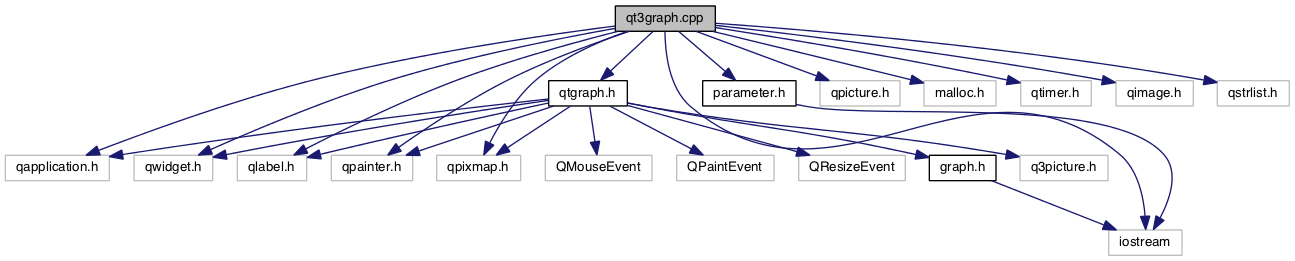 qt3graph.cpp
qtgraph.h
parameter.h
qpicture.h
malloc.h
qtimer.h
qimage.h
qstrlist.h
qapplication.h
qwidget.h
qlabel.h
qpainter.h
qpixmap.h
QMouseEvent
QPaintEvent
QResizeEvent
graph.h
q3picture.h
iostream